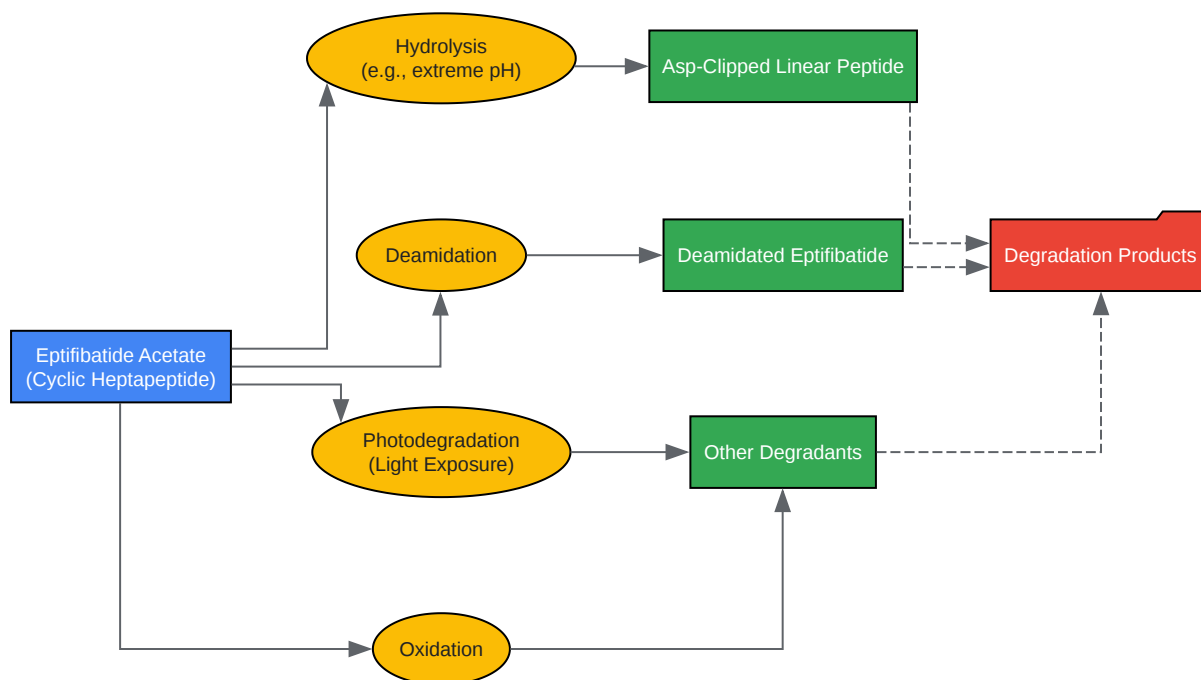 Hydrolysis
(e.g., extreme pH)
Asp-Clipped Linear Peptide
Deamidation
Deamidated Eptifibatide
Degradation Products
Eptifibatide Acetate
(Cyclic Heptapeptide)
Photodegradation
(Light Exposure)
Other Degradants
Oxidation